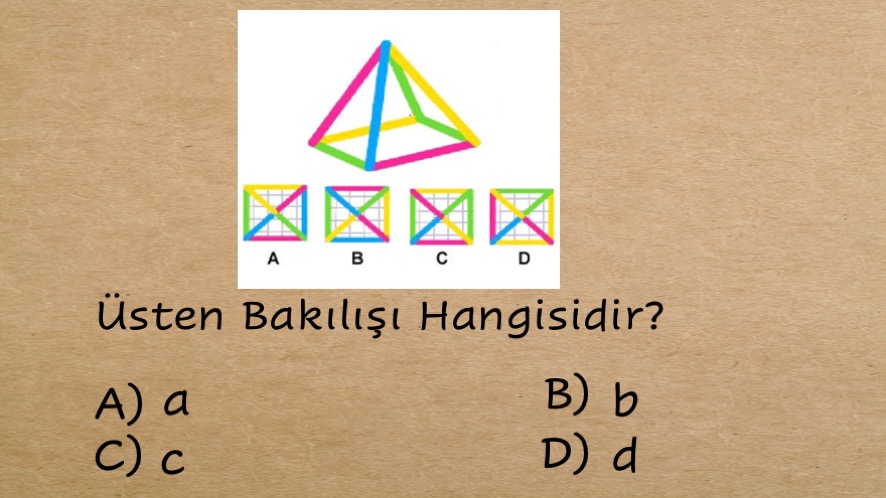 A B C D
Üsten Bakılışı Hangisidir?
A) a B) b
C) c D) d